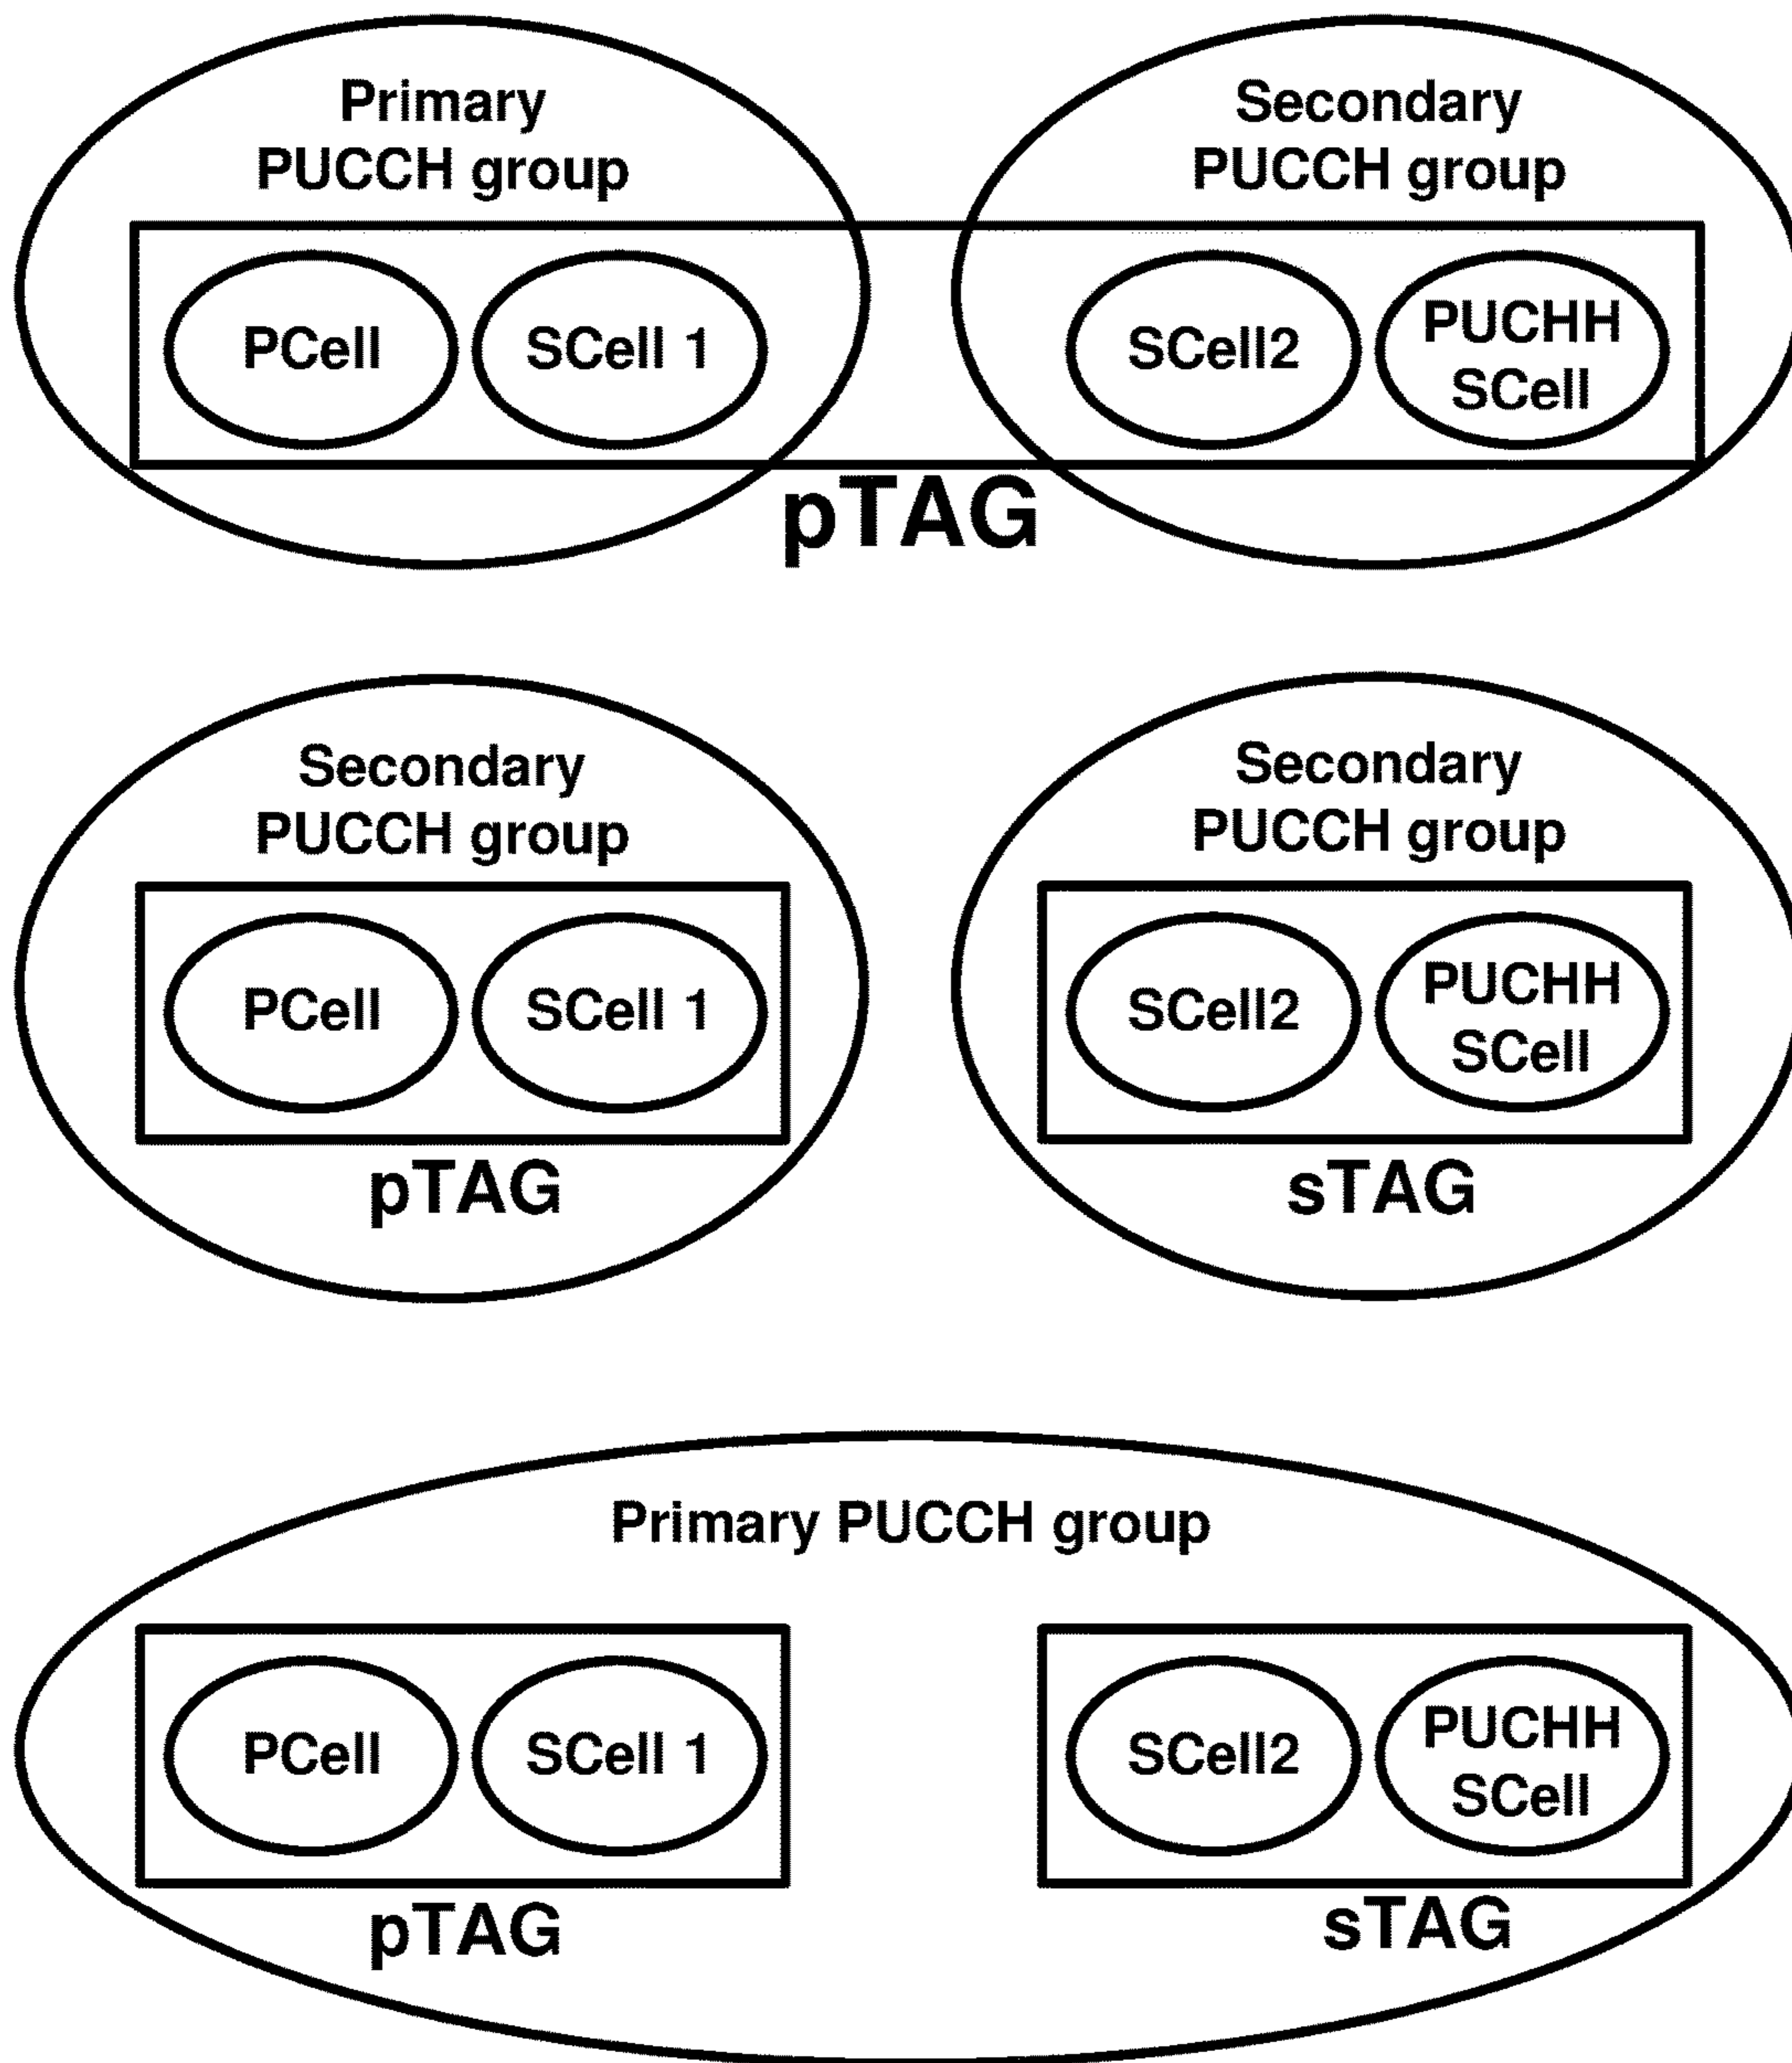 Primary
PUCCH group
Secondary
PUCCH group
PCell
SCell 1
SCell2
PUCHH
SCell
pTAG
Secondary
PUCCH group
Secondary
PUCCH group
PCell
SCell 1
SCell2
PUCHH
SCell
pTAG
sTAG
Primary PUCCH group
PCell
SCell 1
SCell2
PUCHH
SCell
pTAG
sTAG